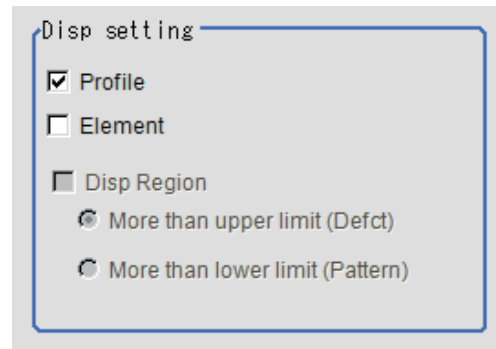 Disp setting
Profile
Element
Disp Region
More than upper limit (Defct)
More than lower limit (Pattern)